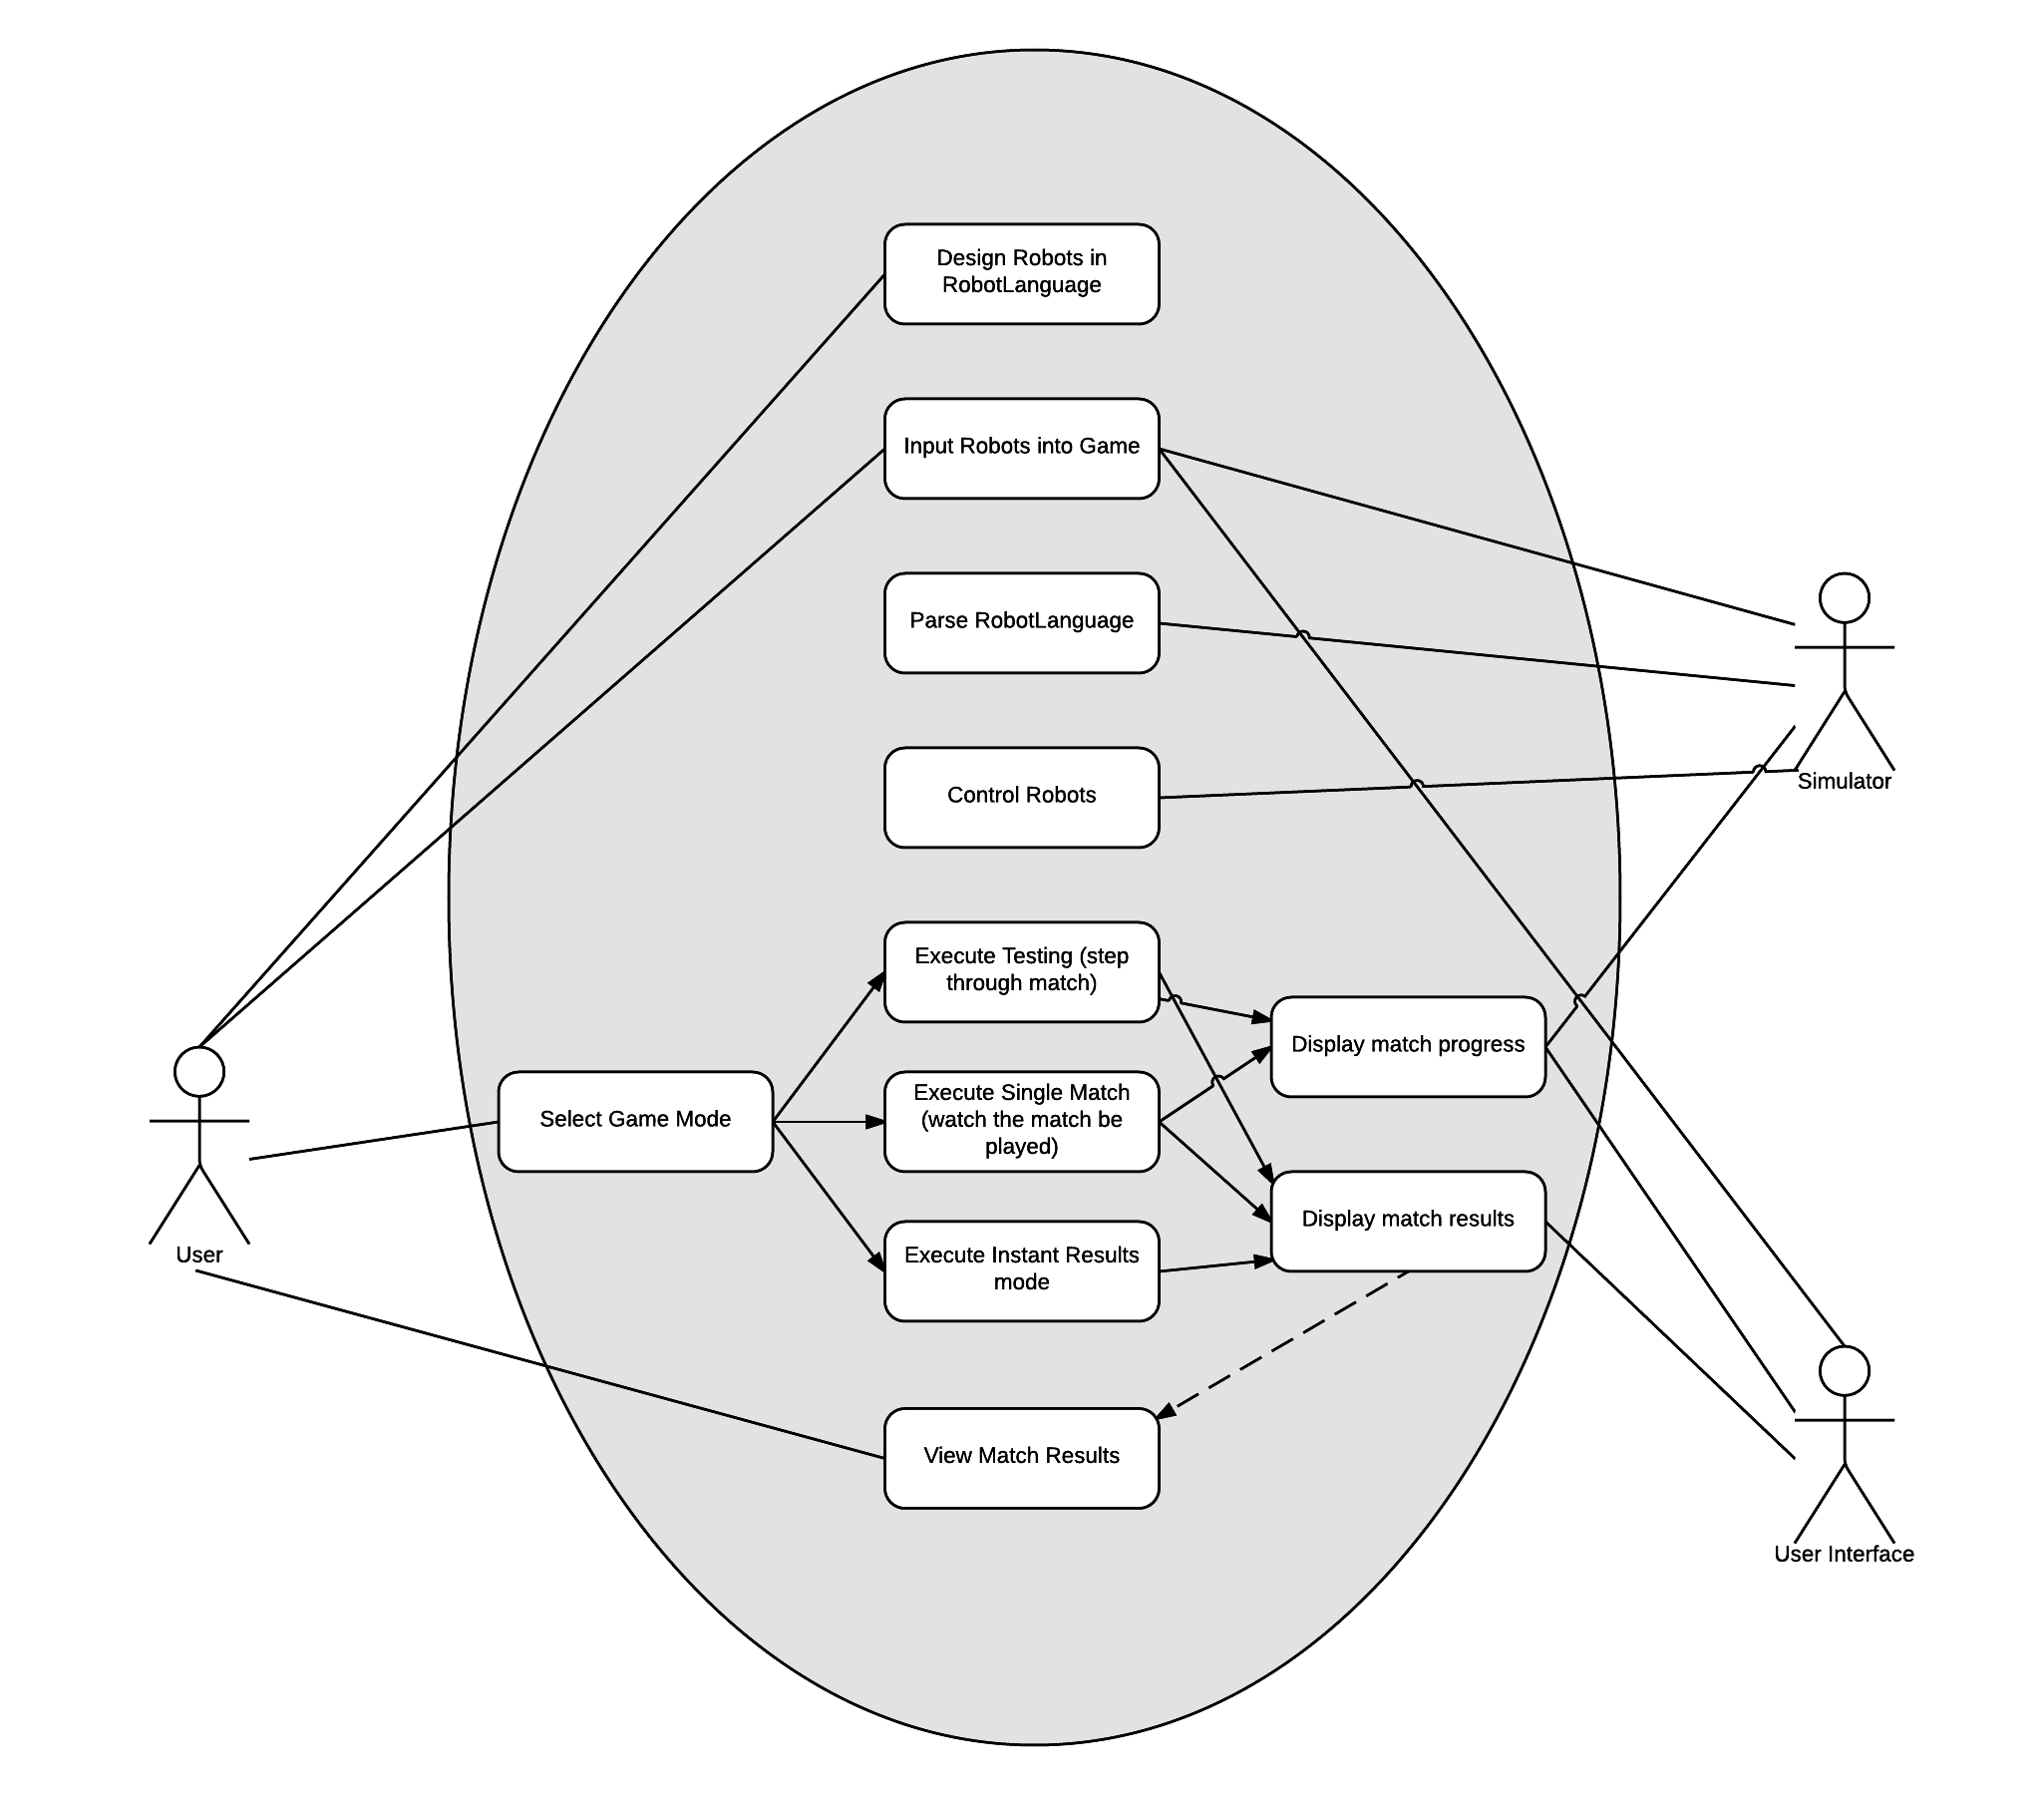 Design Robots in
RobotLanguage
Input Robots into Game
Parse RobotLanguage
Control Robots
Simulator
Execute Testing (step
through match)
Display match progress
Select Game Mode
Execute Single Match
(watch the match be
played)
Display match results
User
Execute Instant Results
mode
View Match Results
User Interface